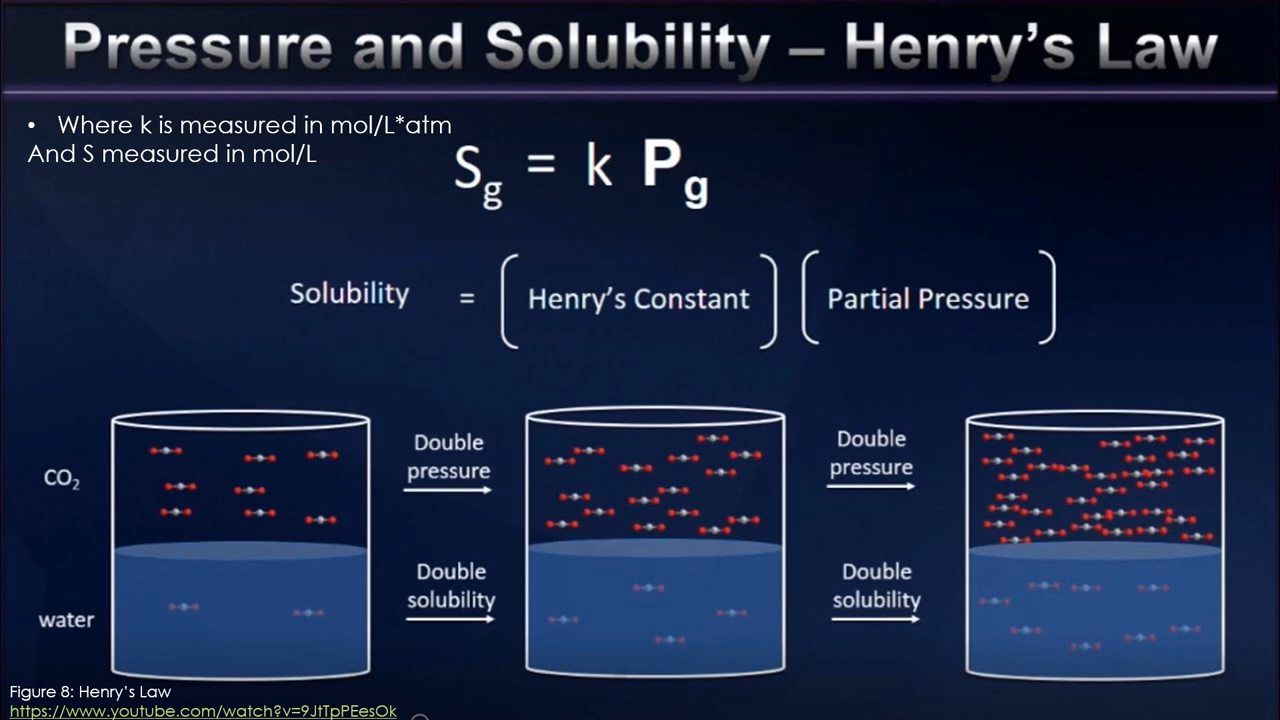 Pressure and Solubility – Henry's Law
• Where k is measured in mol/L*atm
And S measured in mol/L
Sg = k Pg
Solubility = ( Henry's Constant ) ( Partial Pressure )
Double
pressure
Double
pressure
CO₂
Double
solubility
Double
solubility
water
Figure 8: Henry's Law
https://www.youtube.com/watch?v=9JtTpPEesOk